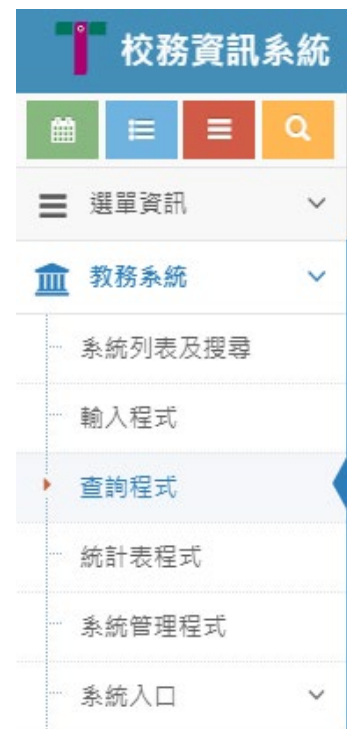 校務資訊系統
選單資訊
教務系統
系統列表及搜尋
輸入程式
查詢程式
統計表程式
系統管理程式
系統入口